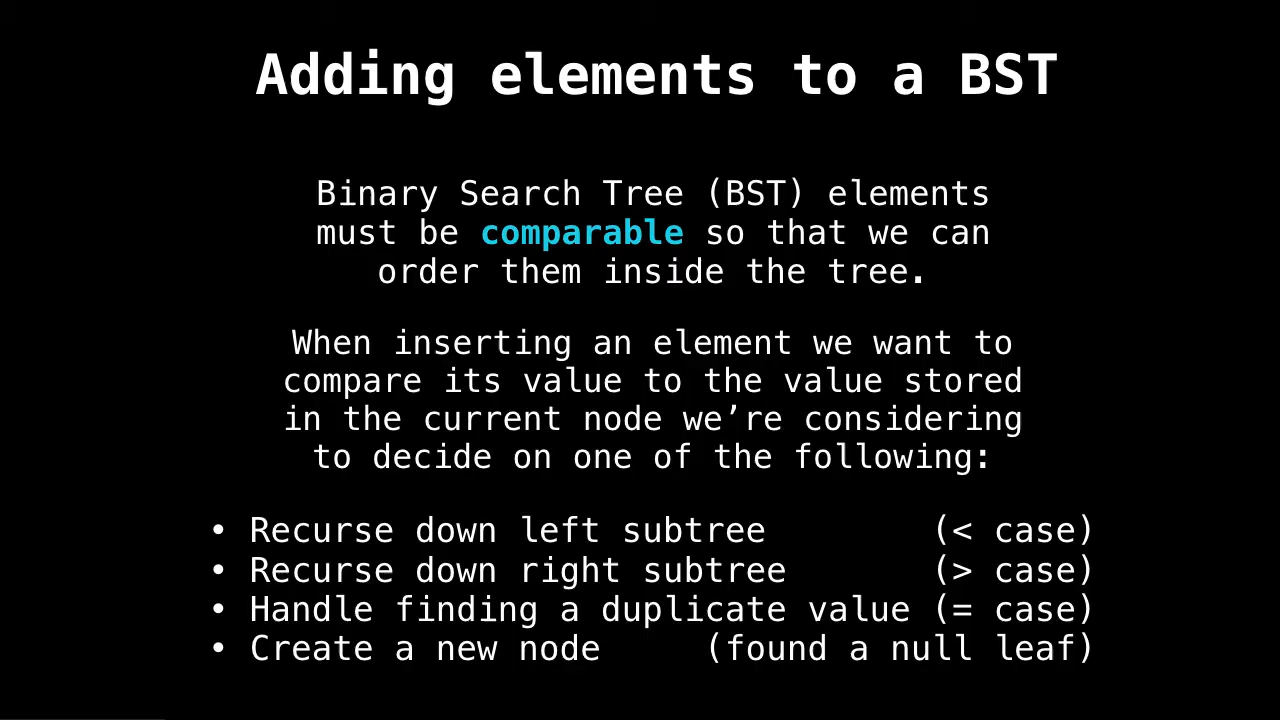 Adding elements to a BST
Binary Search Tree (BST) elements
must be comparable so that we can
order them inside the tree.
When inserting an element we want to
compare its value to the value stored
in the current node we’re considering
to decide on one of the following:
• Recurse down left subtree (< case)
• Recurse down right subtree (> case)
• Handle finding a duplicate value (= case)
• Create a new node (found a null leaf)